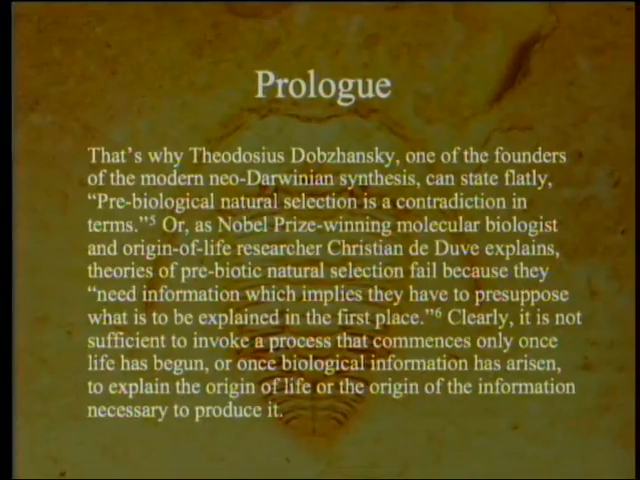 Prologue
That's why Theodosius Dobzhansky, one of the founders
of the modern neo-Darwinian synthesis, can state flatly,
“Pre-biological natural selection is a contradiction in
terms.”⁵ Or, as Nobel Prize-winning molecular biologist
and origin-of-life researcher Christian de Duve explains,
theories of pre-biotic natural selection fail because they
“need information which implies they have to presuppose
what is to be explained in the first place.”⁶ Clearly, it is not
sufficient to invoke a process that commences only once
life has begun, or once biological information has arisen,
to explain the origin of life or the origin of the information
necessary to produce it.